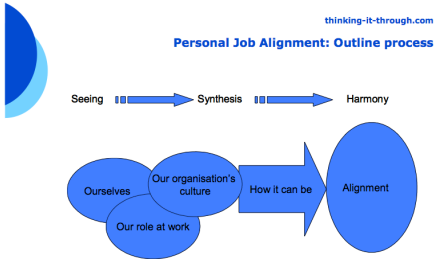 thinking-it-through.com
Personal Job Alignment: Outline process
Seeing
Synthesis
Harmony
Our organisation's
culture
Ourselves
How it can be
Alignment
Our role at work